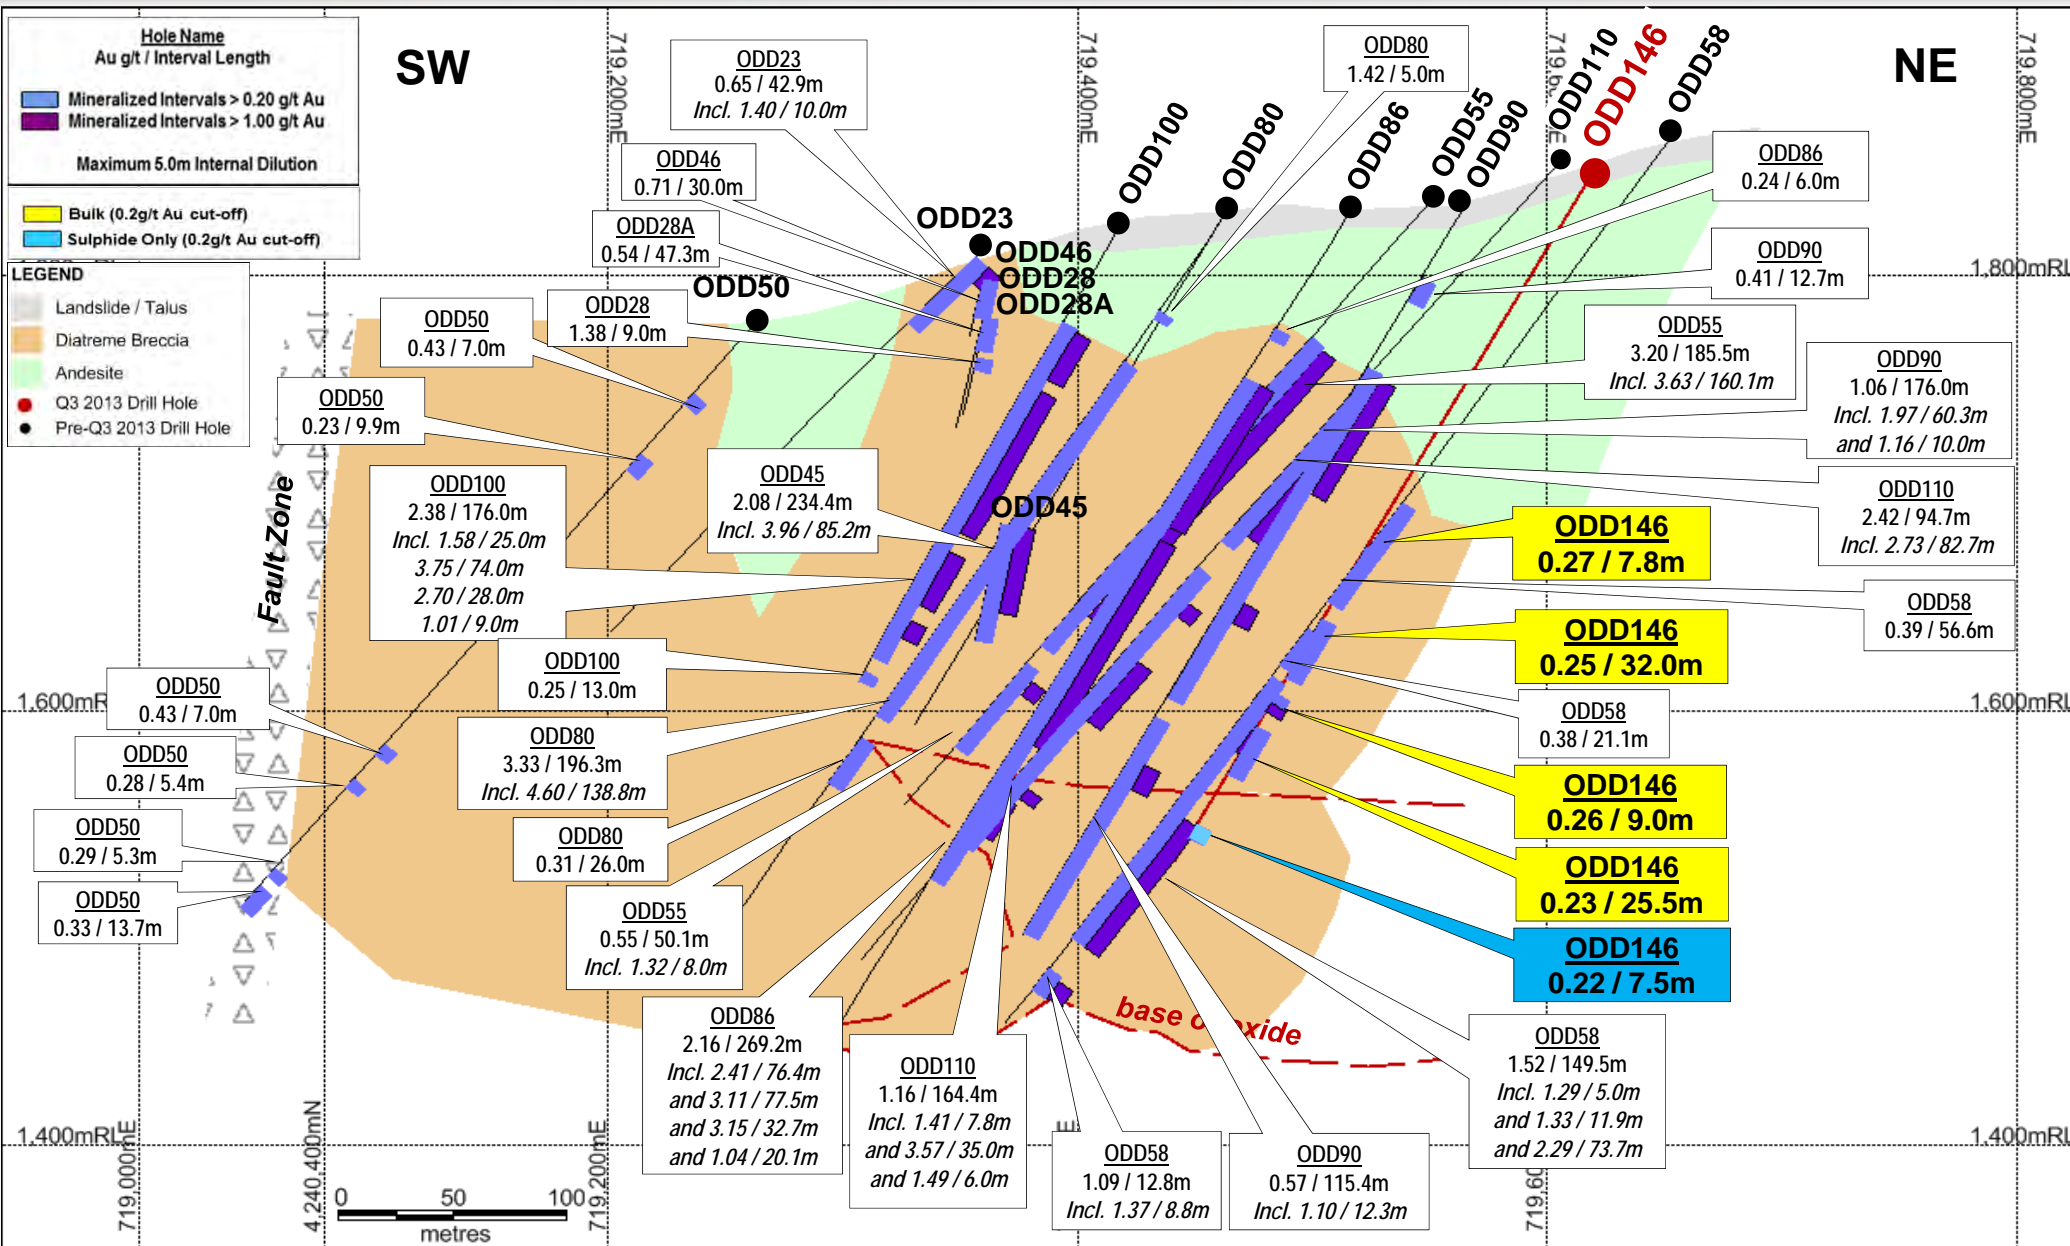 Hole Name
Au g/t / Interval Length
Mineralized Intervals > 0.20 g/t Au
Mineralized Intervals > 1.00 g/t Au
Maximum 5.0m Internal Dilution
Bulk (0.2g/t Au cut-off)
Sulphide Only (0.2g/t Au cut-off)
LEGEND
Landslide / Talus
Diatreme Breccia
Andesite
Q3 2013 Drill Hole
Pre-Q3 2013 Drill Hole
SW
NE
719,200mE
719,400mE
719,800mE
ODD23
0.65 / 42.9m
Incl. 1.40 / 10.0m
ODD46
0.71 / 30.0m
ODD28A
0.54 / 47.3m
ODD28
1.38 / 9.0m
ODD80
1.42 / 5.0m
ODD86
0.24 / 6.0m
ODD90
0.41 / 12.7m
ODD23
ODD46
ODD28
ODD28A
ODD50
ODD100
ODD80
ODD86
ODD55
ODD90
ODD110
ODD146
ODD58
1,800mRL
ODD50
0.43 / 7.0m
ODD50
0.23 / 9.9m
ODD55
3.20 / 185.5m
Incl. 3.63 / 160.1m
ODD90
1.06 / 176.0m
Incl. 1.97 / 60.3m
and 1.16 / 10.0m
ODD100
2.38 / 176.0m
Incl. 1.58 / 25.0m
3.75 / 74.0m
2.70 / 28.0m
1.01 / 9.0m
ODD45
2.08 / 234.4m
Incl. 3.96 / 85.2m
ODD45
ODD110
2.42 / 94.7m
Incl. 2.73 / 82.7m
ODD146
0.27 / 7.8m
ODD58
0.39 / 56.6m
Fault Zone
ODD146
0.25 / 32.0m
ODD100
0.25 / 13.0m
ODD50
0.43 / 7.0m
1,600mRL
1,600mRL
ODD58
0.38 / 21.1m
ODD50
0.28 / 5.4m
ODD80
3.33 / 196.3m
Incl. 4.60 / 138.8m
ODD146
0.26 / 9.0m
ODD50
0.29 / 5.3m
ODD80
0.31 / 26.0m
ODD146
0.23 / 25.5m
ODD50
0.33 / 13.7m
ODD55
0.55 / 50.1m
Incl. 1.32 / 8.0m
ODD146
0.22 / 7.5m
base of oxide
ODD86
2.16 / 269.2m
Incl. 2.41 / 76.4m
and 3.11 / 77.5m
and 3.15 / 32.7m
and 1.04 / 20.1m
ODD110
1.16 / 164.4m
Incl. 1.41 / 7.8m
and 3.57 / 35.0m
and 1.49 / 6.0m
ODD58
1.09 / 12.8m
Incl. 1.37 / 8.8m
ODD90
0.57 / 115.4m
Incl. 1.10 / 12.3m
ODD58
1.52 / 149.5m
Incl. 1.29 / 5.0m
and 1.33 / 11.9m
and 2.29 / 73.7m
1,400mRL
1,400mRL
719,000mE
4,240,400mN
719,200mE
0 50 100
metres